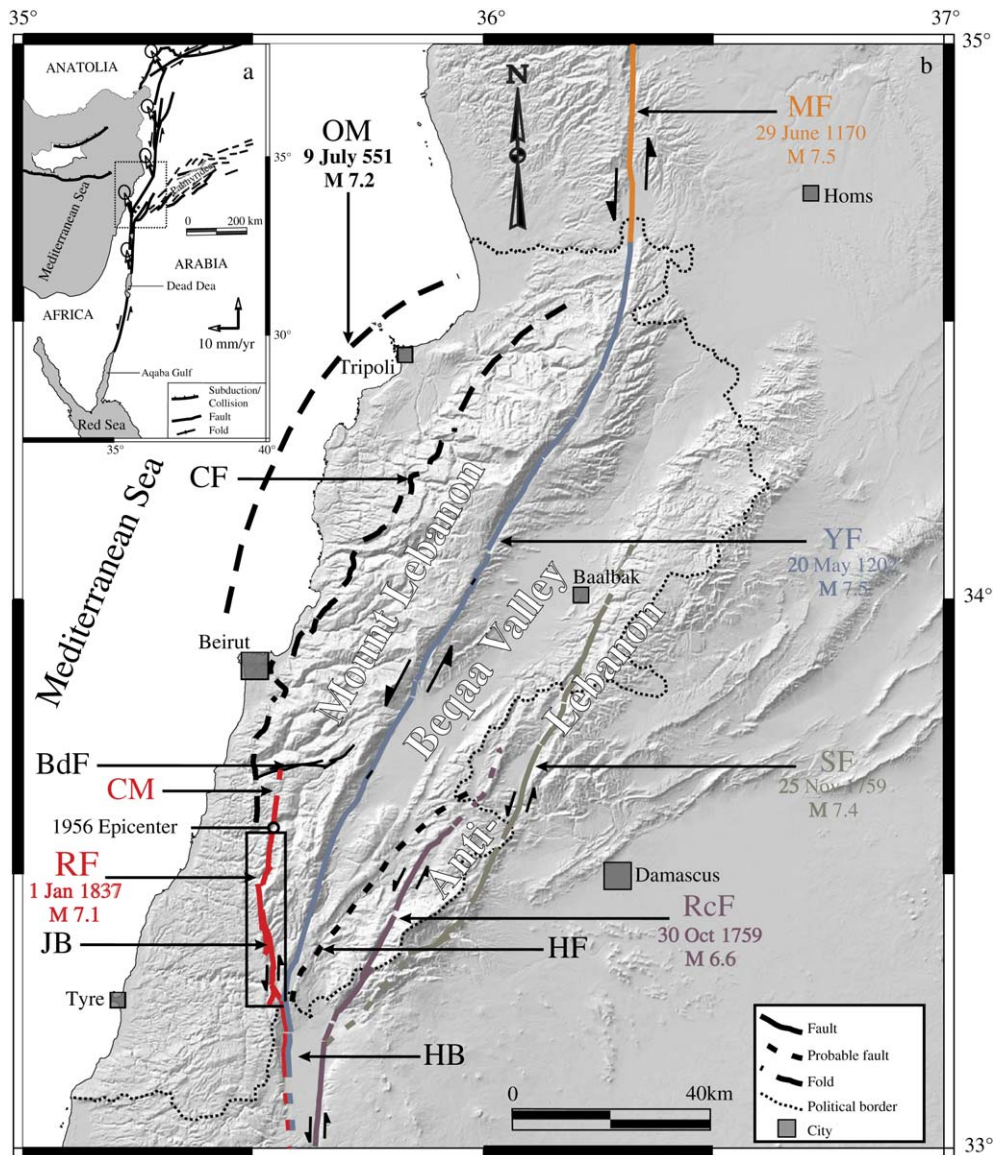 35°
36°
37°
35°
34°
33°
a
ANATOLIA
Palmyrides
0 200 km
Mediterranean Sea
ARABIA
Dead Dea
AFRICA
10 mm/yr
30°
Aqaba Gulf
Red Sea
Subduction/
Collision
Fault
Fold
35°
40°
b
N
OM
9 July 551
M 7.2
MF
29 June 1170
M 7.5
Homs
Tripoli
CF
Mediterranean Sea
Mount Lebanon
Beqaa Valley
YF
20 May 1202
M 7.5
Baalbak
Beirut
Anti-
Lebanon
BdF
CM
SF
25 Nov 1759
M 7.4
1956 Epicenter
RF
1 Jan 1837
M 7.1
Damascus
JB
RcF
30 Oct 1759
M 6.6
HF
Tyre
HB
0 40km
Fault
Probable fault
Fold
Political border
City